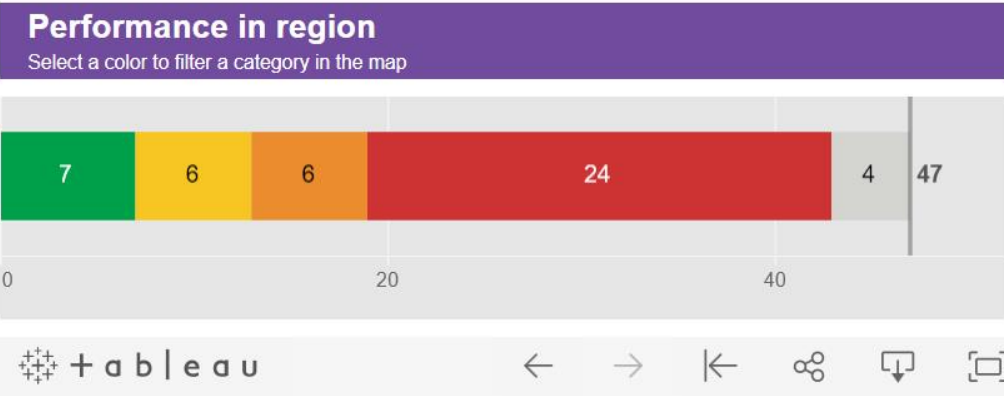 Performance in region
Select a color to filter a category in the map
7 6 6 24 4 47
0 20 40
+ableau